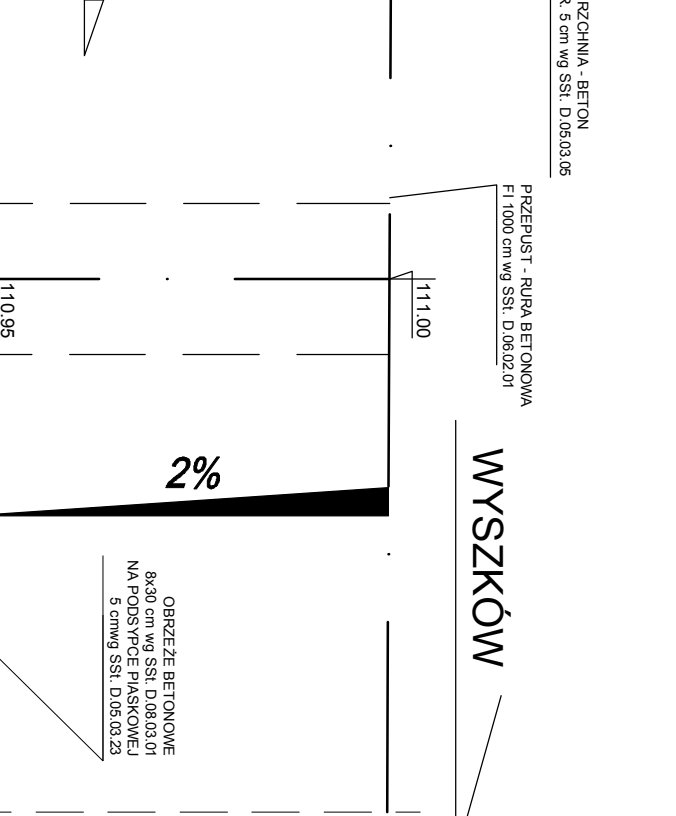 RZCHNIA - BETON
R. 5 cm wg SSt. D.05.03.05
PRZEPUST - RURA BETONOWA
FI 1000 cm wg SSt. D.06.02.01
111.00
110.95
2%
WYSZKÓW
OBRZEŻE BETONOWE
8x30 cm wg SSt. D.08.03.01
NA PODSYPCE PIASKOWEJ
5 cmwg SSt. D.05.03.23